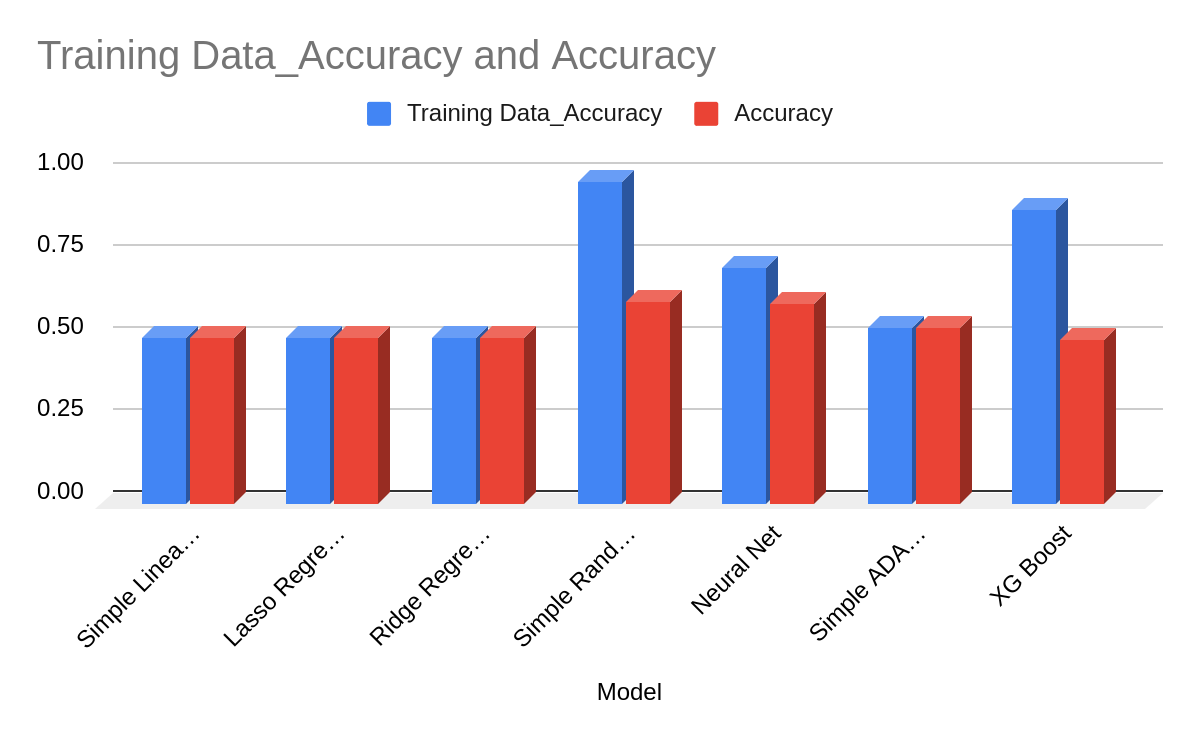 Training Data_Accuracy and Accuracy
Training Data_Accuracy
Accuracy
1.00
0.75
0.50
0.25
0.00
Simple Linea...
Lasso Regre...
Ridge Regre...
Simple Rand...
Neural Net
Simple ADA...
XG Boost
Model